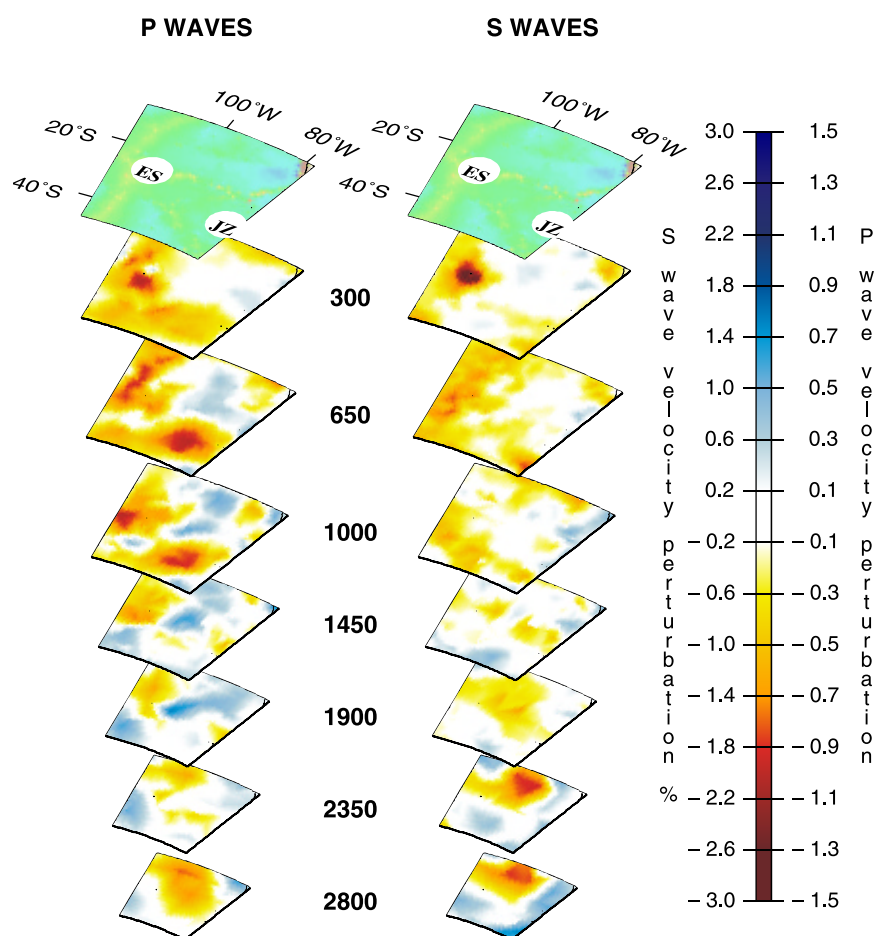 P WAVES
S WAVES
100˚W
80˚W
20˚S
40˚S
ES
JZ
100˚W
80˚W
20˚S
40˚S
ES
JZ
300
650
1000
1450
1900
2350
2800
S wave velocity perturbation %
3.0
2.6
2.2
1.8
1.4
1.0
0.6
0.2
− 0.2
− 0.6
− 1.0
− 1.4
− 1.8
− 2.2
− 2.6
− 3.0
1.5
1.3
1.1
0.9
0.7
0.5
0.3
0.1
− 0.1
− 0.3
− 0.5
− 0.7
− 0.9
− 1.1
− 1.3
− 1.5
P wave velocity perturbation